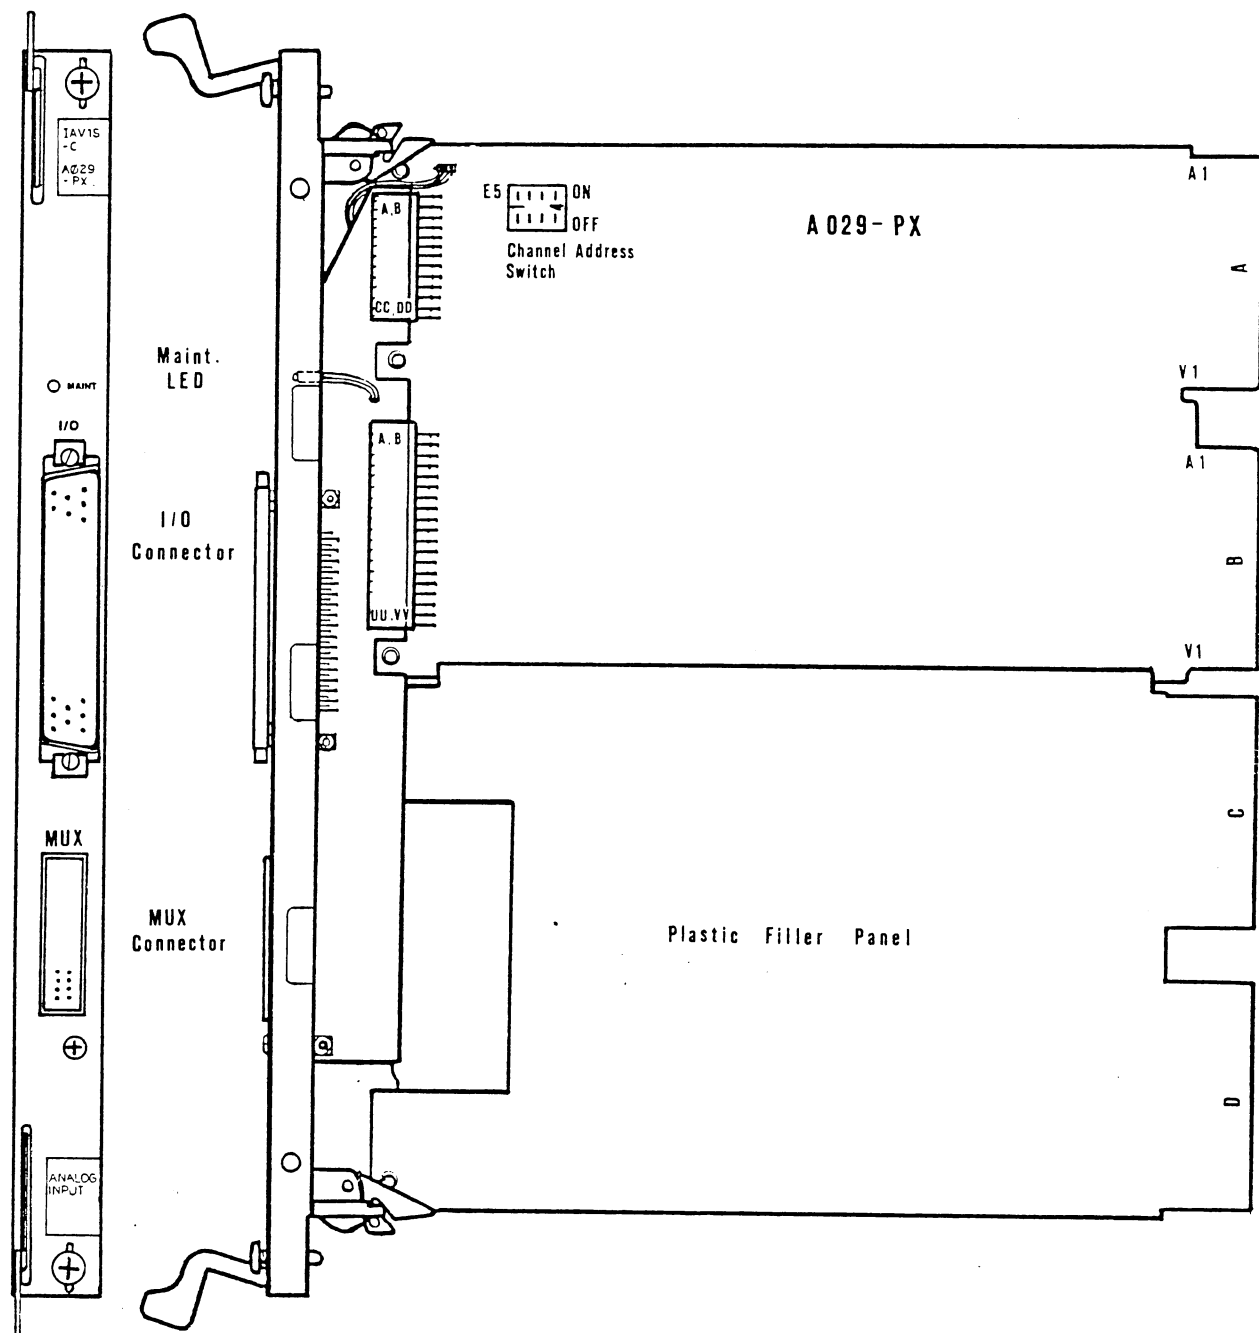 IAV1S
-C
AØ29
-PX
MAINT
I/O
MUX
ANALOG
INPUT
Maint.
LED
I/O
Connector
MUX
Connector
A,B
CC,DD
A,B
UU,VV
E5
ON
OFF
4
Channel Address
Switch
A029-PX
A1
A
V1
A1
B
V1
C
Plastic Filler Panel
D